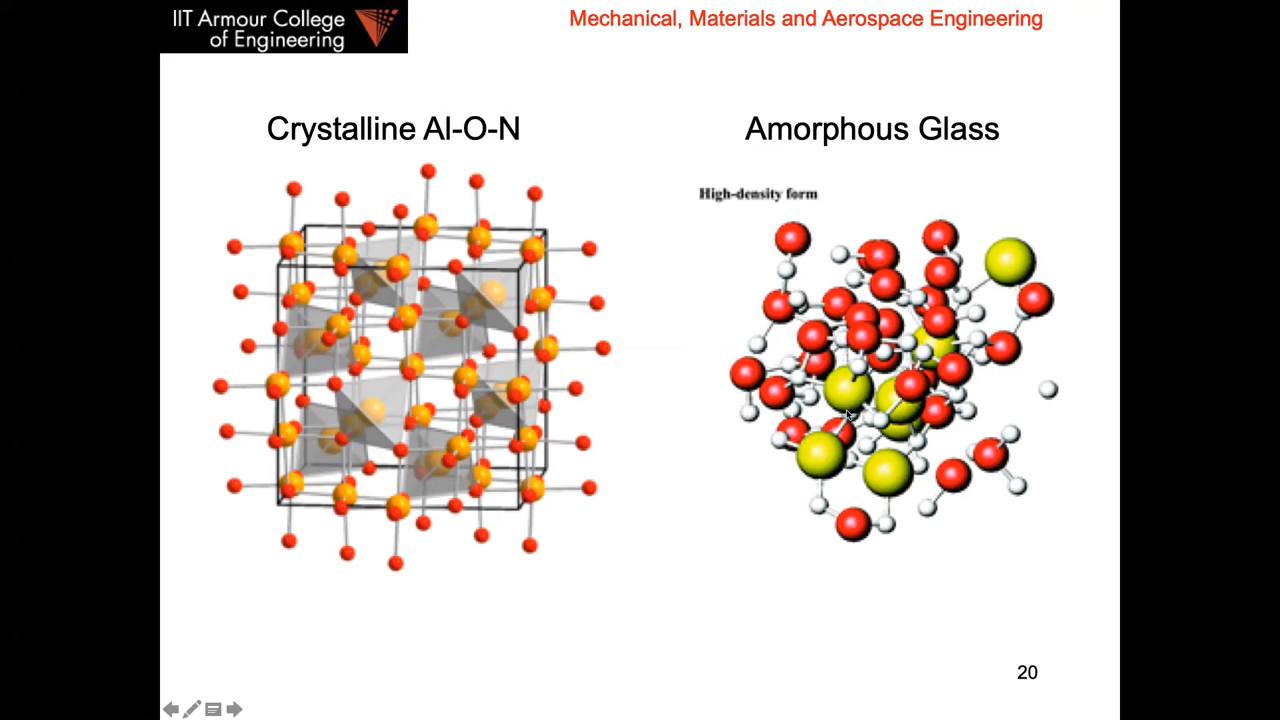 IIT Armour College
of Engineering
Mechanical, Materials and Aerospace Engineering
Crystalline Al-O-N
Amorphous Glass
High-density form
20